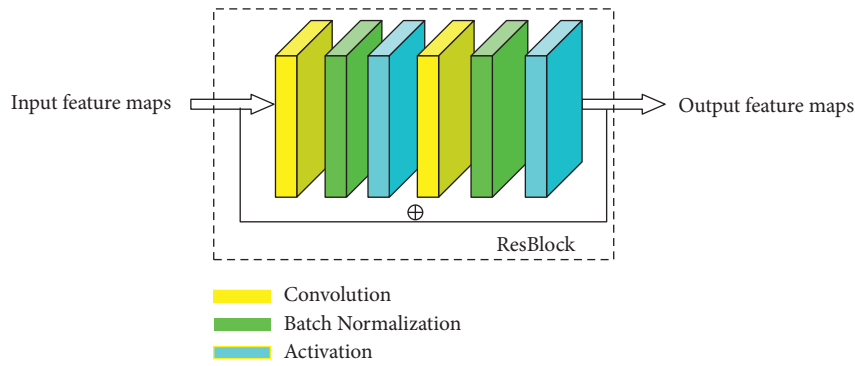 Input feature maps
Output feature maps
ResBlock
Convolution
Batch Normalization
Activation